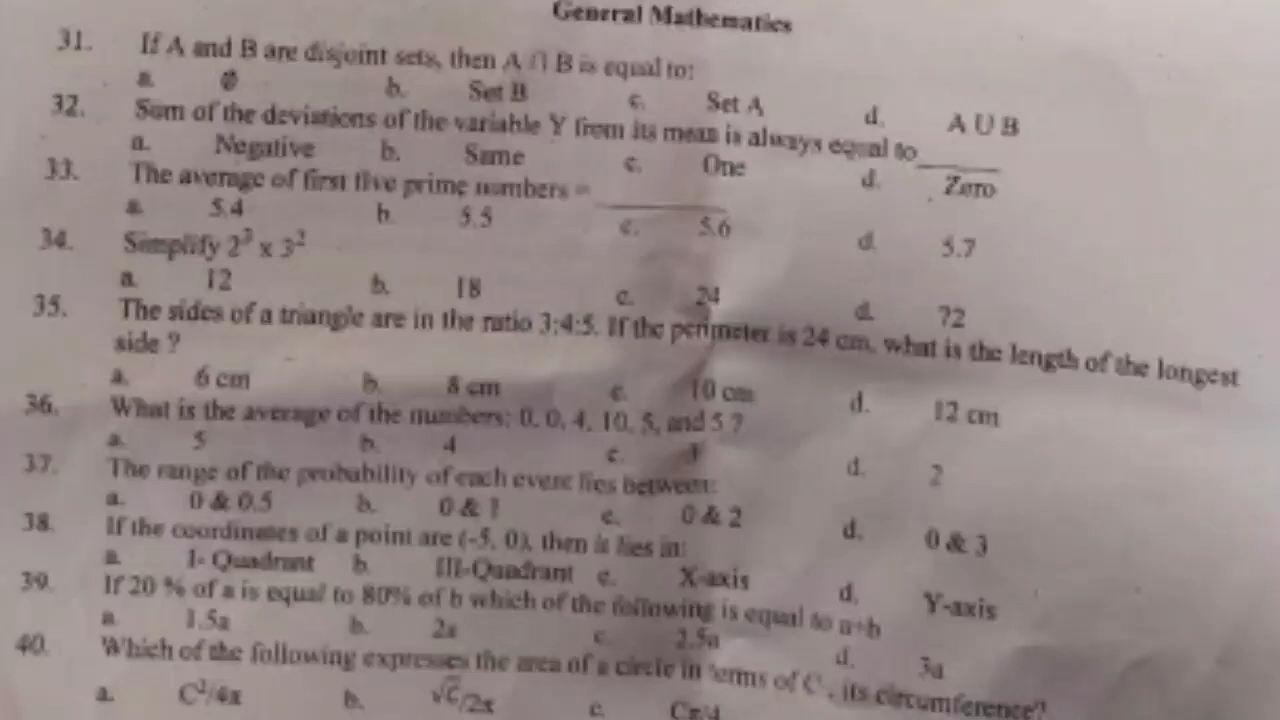 General Mathematics
31. If A and B are disjoint sets, then A ∩ B is equal to:
a. ∅ b. Set B c. Set A d. A U B
32. Sum of the deviations of the variable Y from its mean is always equal to ______
a. Negative b. Same c. One d. Zero
33. The average of first five prime numbers = ______
a. 5.4 b. 5.5 c. 5.6 d. 5.7
34. Simplify 2³ x 3²
a. 12 b. 18 c. 24 d. 72
35. The sides of a triangle are in the ratio 3:4:5. If the perimeter is 24 cm, what is the length of the longest
side ?
a. 6 cm b. 8 cm c. 10 cm d. 12 cm
36. What is the average of the numbers: 0, 0, 4, 10, 5, and 5 ?
a. 5 b. 4 c. d. 2
37. The range of the probability of each event lies between:
a. 0 & 0.5 b. 0 & 1 c. 0 & 2 d. 0 & 3
38. If the coordinates of a point are (-5, 0), then it lies in:
a. I- Quadrant b. III-Quadrant c. X-axis d. Y-axis
39. If 20 % of a is equal to 80% of b which of the following is equal to a+b
a. 1.5a b. 2a c. 2.5a d. 3a
40. Which of the following expresses the area of a circle in terms of C , its circumference?
a. C²/4π b. √C/2π c. Cπ/4